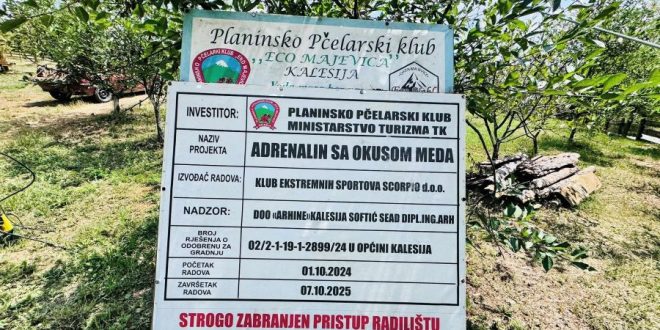 Planinsko Pčelarski klub
,,ECO MAJEVICA"
KALESIJA
INVESTITOR:
PLANINSKO PČELARSKI KLUB
MINISTARSTVO TURIZMA TK
NAZIV
PROJEKTA
ADRENALIN SA OKUSOM MEDA
IZVOĐAČ RADOVA:
KLUB EKSTREMNIH SPORTOVA SCORPIO d.o.o.
NADZOR:
DOO «ARHINE»KALESIJA SOFTIĆ SEAD DIPL.ING.ARH
BROJ
RJEŠENJA O
ODOBRENU ZA
GRADNJU
02/2-1-19-1-2899/24 U OPĆINI KALESIJA
POČETAK
RADOVA
01.10.2024
ZAVRŠETAK
RADOVA
07.10.2025
STROGO ZABRANJEN PRISTUP RADILIŠTU